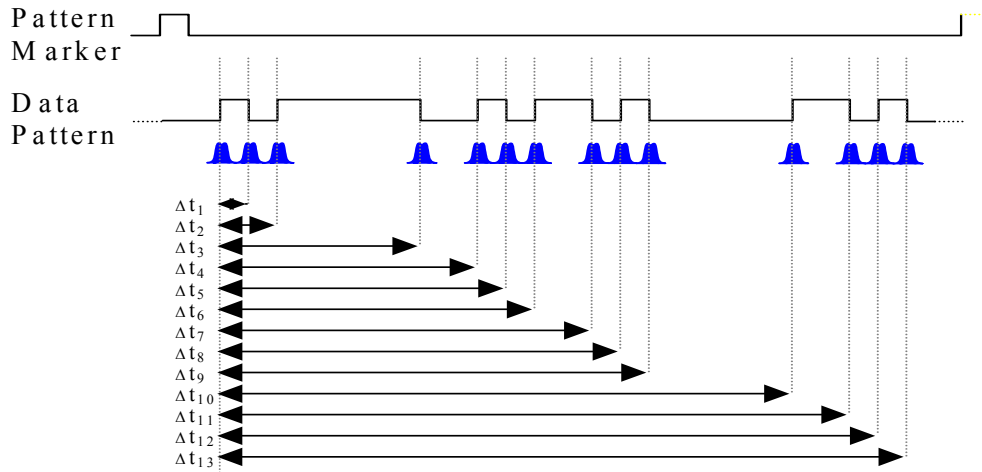 Pattern
Marker
Data
Pattern
Δt₁
Δt₂
Δt₃
Δt₄
Δt₅
Δt₆
Δt₇
Δt₈
Δt₉
Δt₁₀
Δt₁₁
Δt₁₂
Δt₁₃